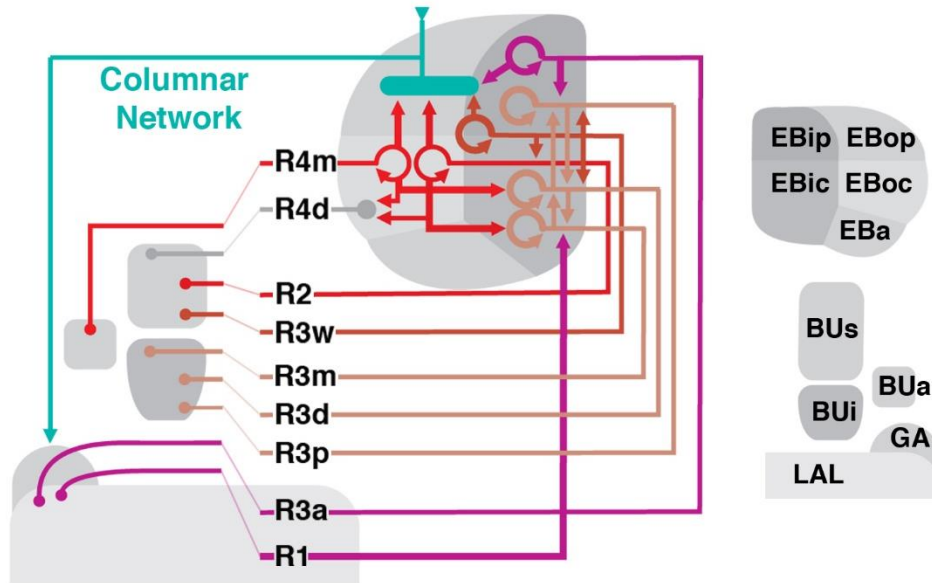 Columnar
Network
R4m
R4d
R2
R3w
R3m
R3d
R3p
R3a
R1
EBip EBop
EBic EBoc
EBa
BUs
BUa
BUi
GA
LAL